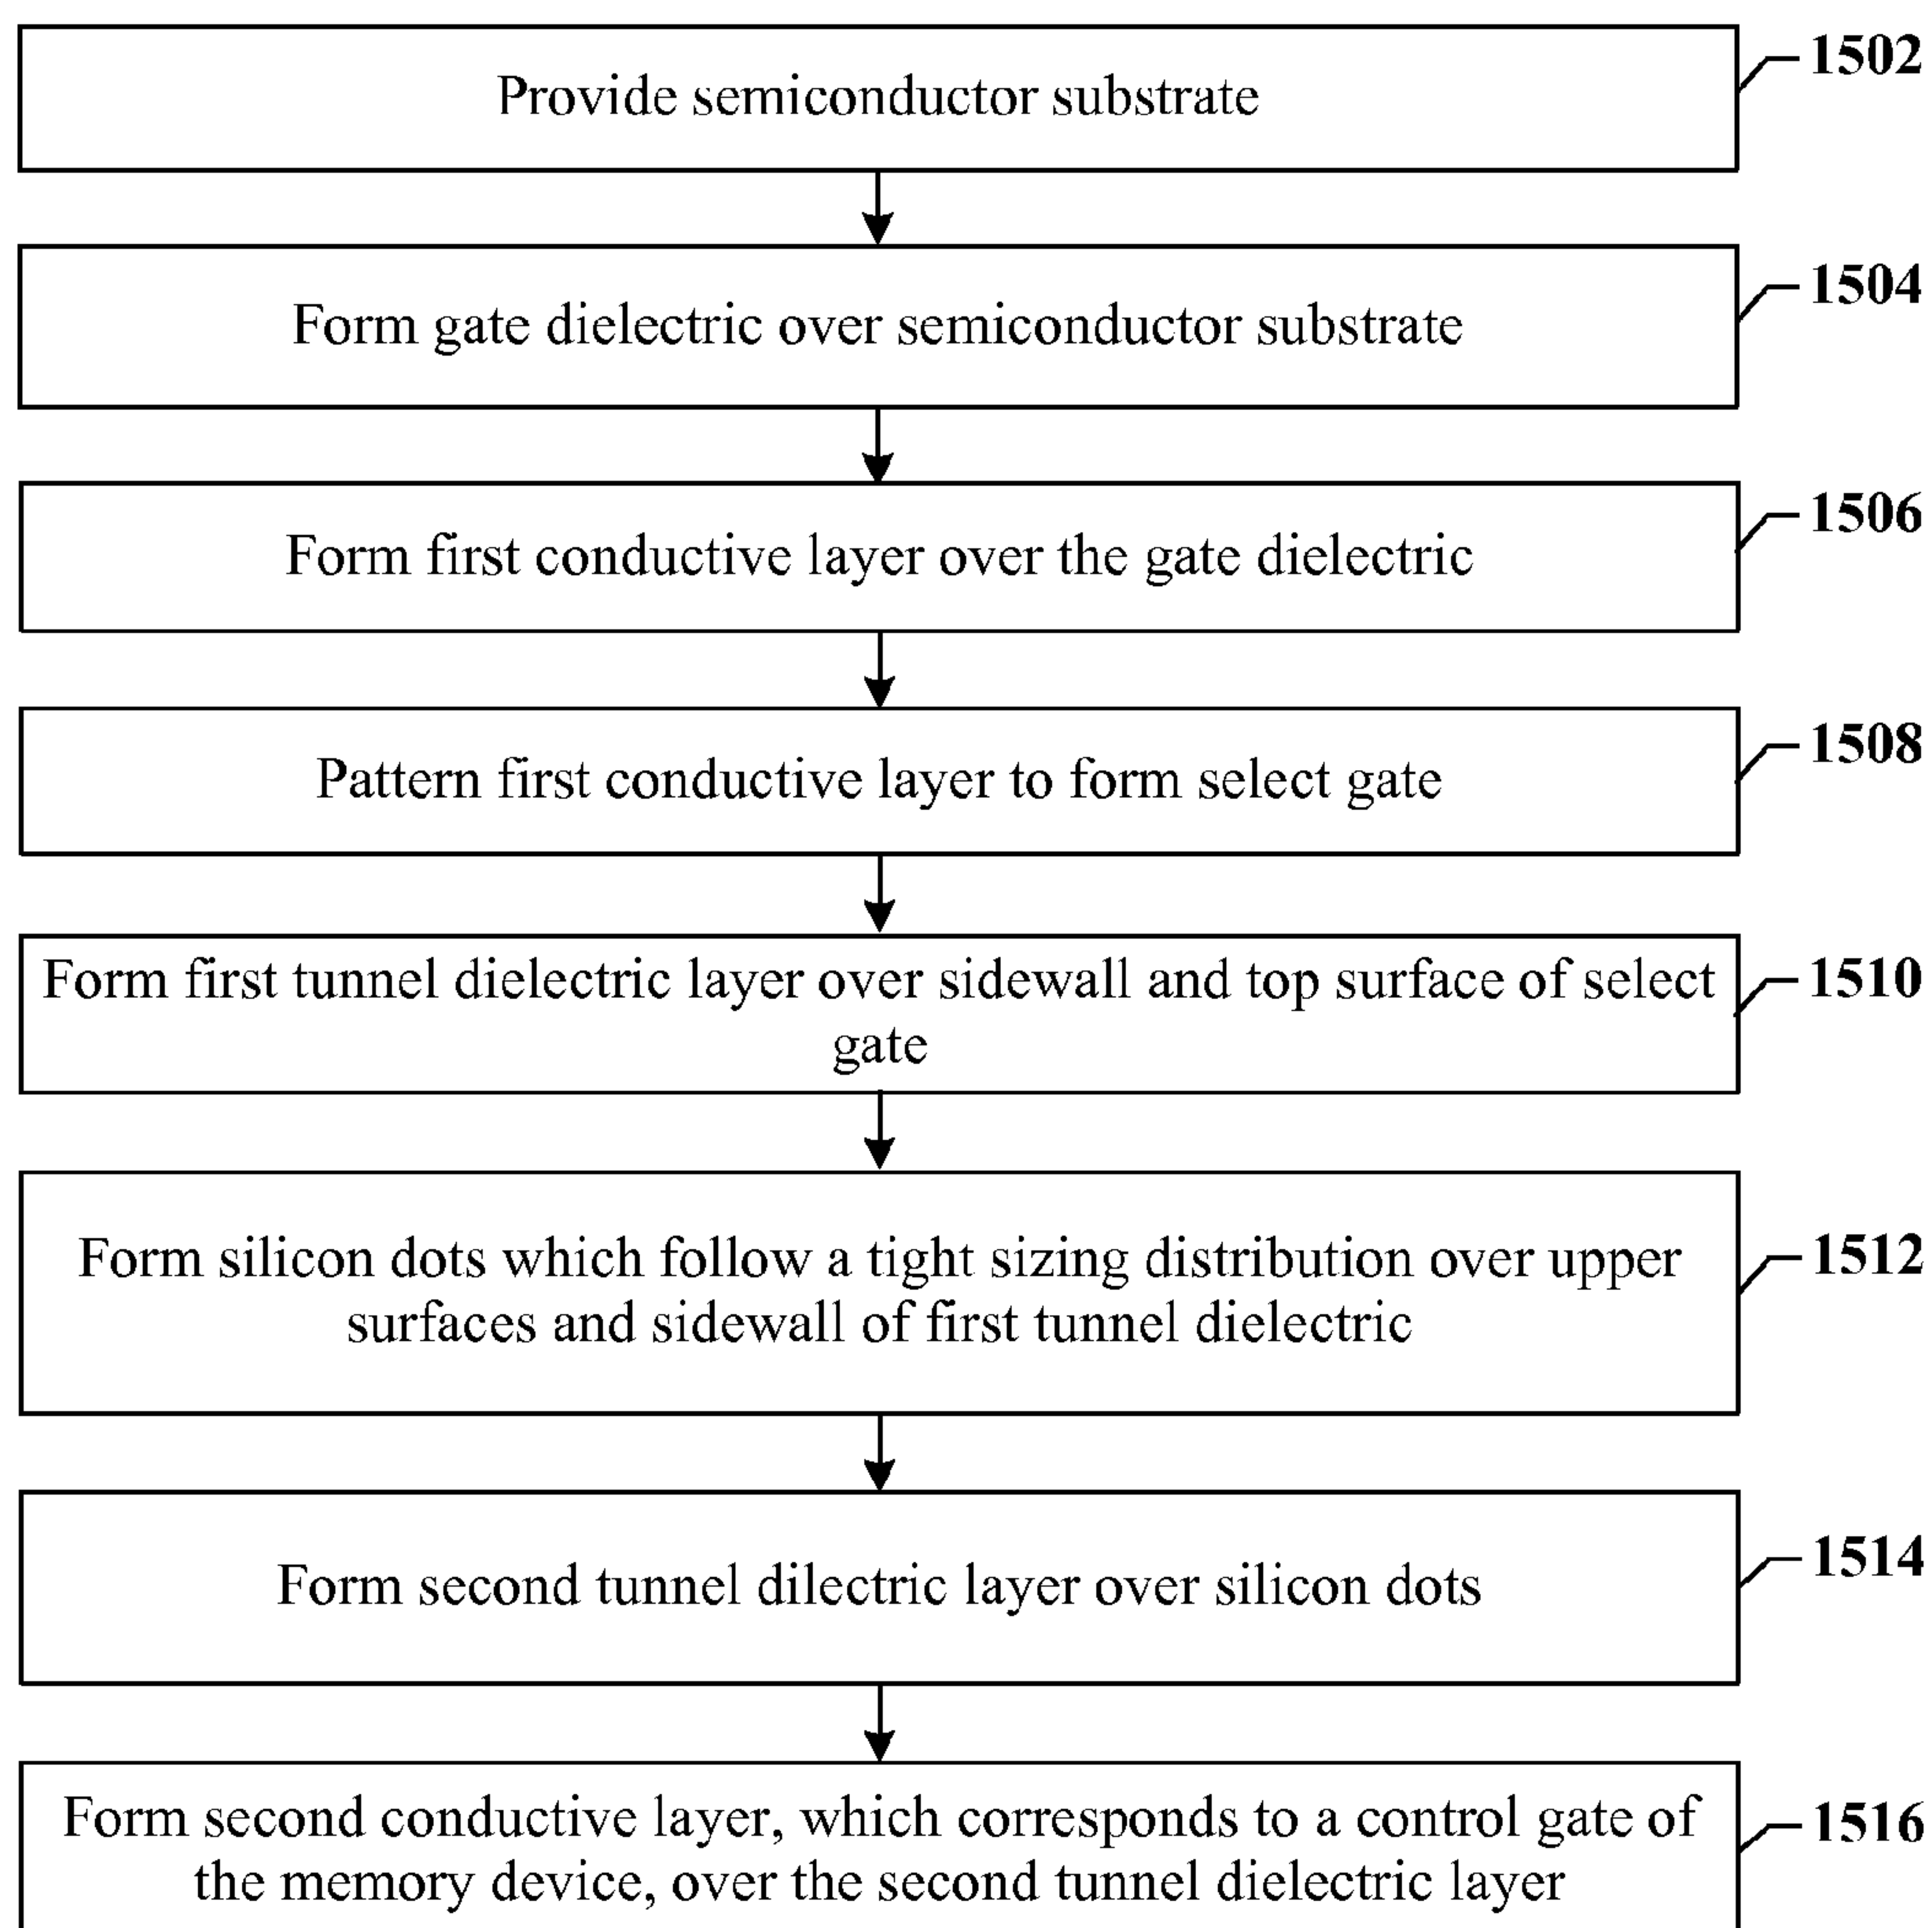 Provide semiconductor substrate
1502
Form gate dielectric over semiconductor substrate
1504
Form first conductive layer over the gate dielectric
1506
Pattern first conductive layer to form select gate
1508
Form first tunnel dielectric layer over sidewall and top surface of select
gate
1510
Form silicon dots which follow a tight sizing distribution over upper
surfaces and sidewall of first tunnel dielectric
1512
Form second tunnel dilectric layer over silicon dots
1514
Form second conductive layer, which corresponds to a control gate of
the memory device, over the second tunnel dielectric layer
1516